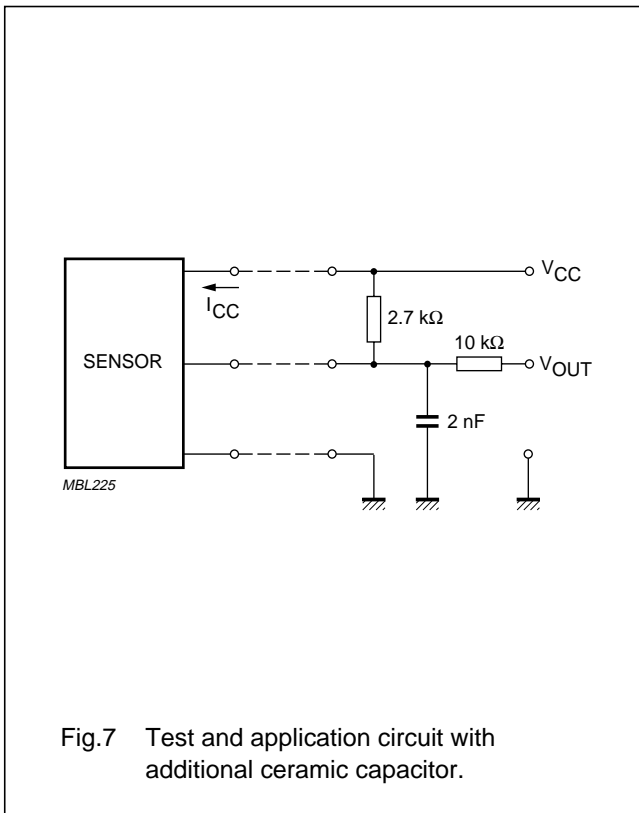 V_CC
I_CC
2.7 kΩ
10 kΩ
SENSOR
V_OUT
2 nF
MBL225
Fig.7 Test and application circuit with
additional ceramic capacitor.